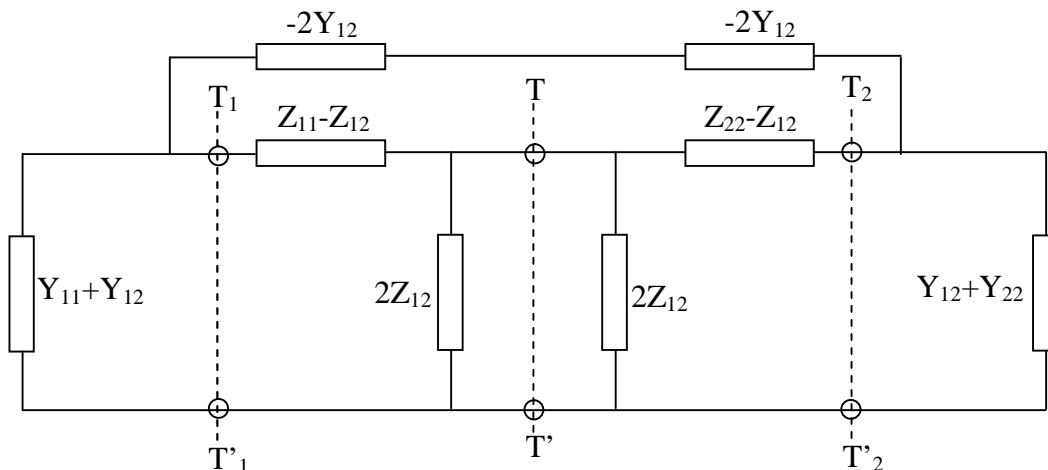 -2Y₁₂ -2Y₁₂
T₁ T T₂
Z₁₁-Z₁₂ Z₂₂-Z₁₂
Y₁₁+Y₁₂ 2Z₁₂ 2Z₁₂ Y₁₂+Y₂₂
T’₁ T’ T’₂